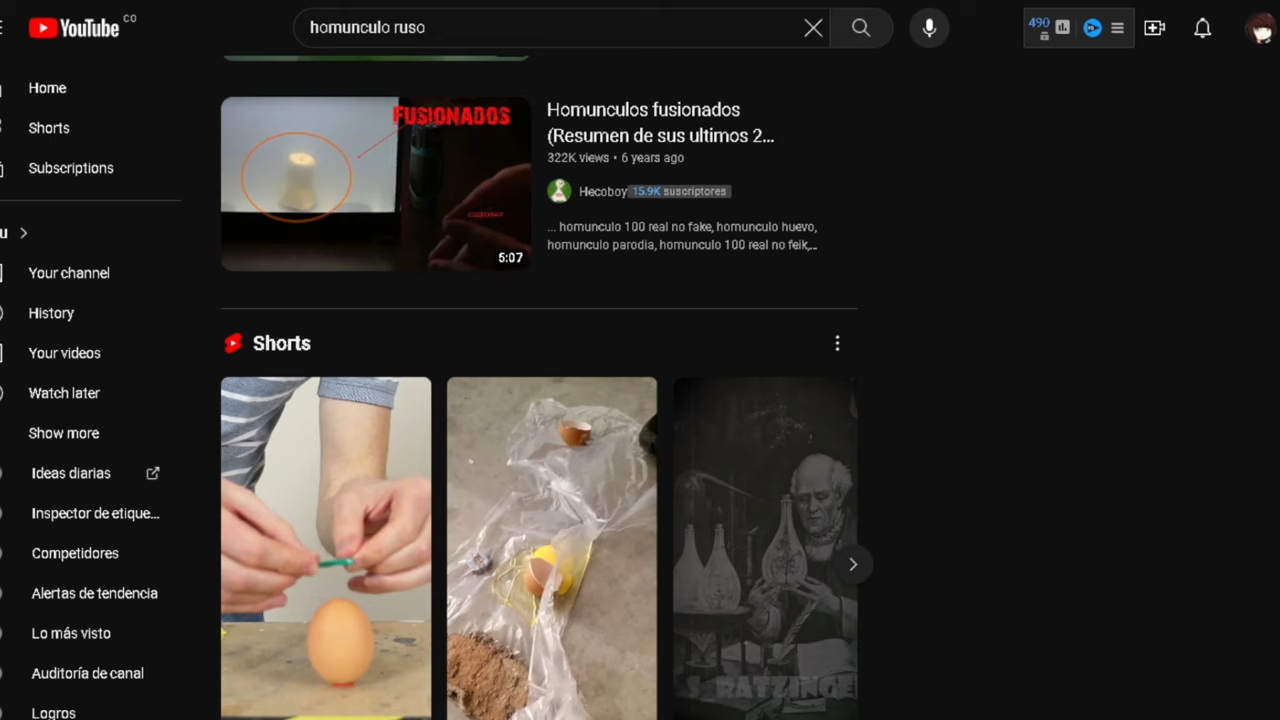 YouTube CO
homunculo ruso
490
Home
Shorts
Subscriptions
u
Your channel
History
Your videos
Watch later
Show more
Ideas diarias
Inspector de etique...
Competidores
Alertas de tendencia
Lo más visto
Auditoría de canal
Logros
FUSIONADOS
5:07
Homunculos fusionados
(Resumen de sus ultimos 2...
322K views • 6 years ago
Hecoboy 15.9K suscriptores
... homunculo 100 real no fake, homunculo huevo,
homunculo parodia, homunculo 100 real no feik,...
Shorts
S RATZINGE